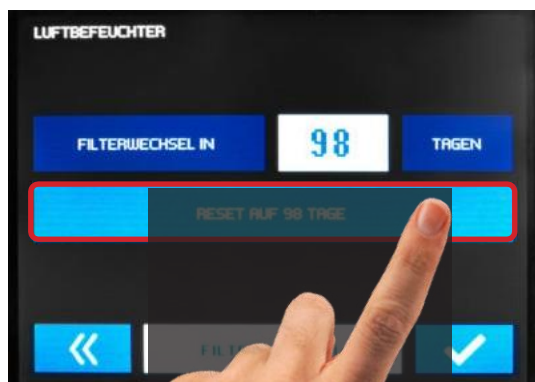 LUFTBEFEUCHTER
FILTERWECHSEL IN 98 TAGEN
RESET AUF 98 TAGE